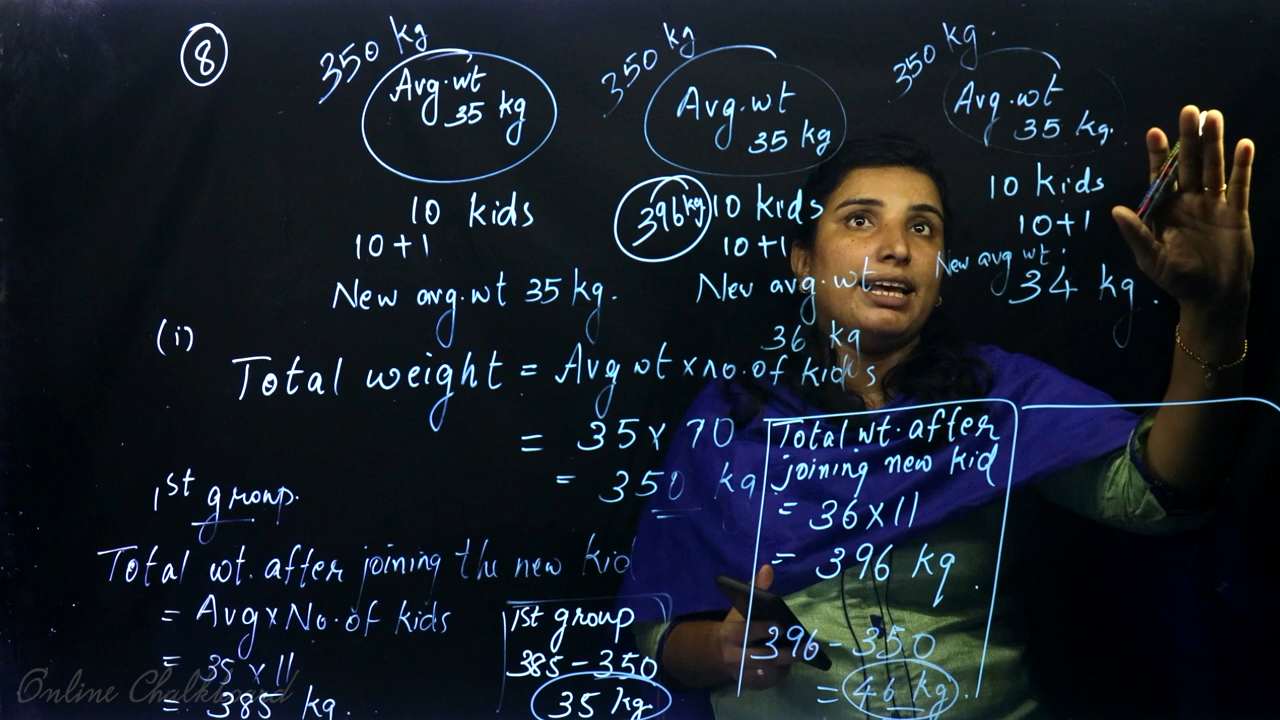 8
350 kg
Avg.wt
35 kg
10 kids
10+1
New avg.wt 35 kg.
350 kg
Avg.wt
35 kg
396 kg
10 kids
10+1
New avg.wt
36 kg
350 kg.
Avg.wt
35 kg.
10 kids
10+1
New avg wt:
34 kg.
(i)
Total weight = Avg wt × no. of kids
= 35 × 10
= 350 kg
1st group.
Total wt. after joining the new kid
= Avg × No. of kids
= 35 × 11
= 385 kg.
1st group
385 - 350
35 kg
Total wt. after
joining new kid
= 36 × 11
= 396 kg.
396 - 350
= 46 kg.
Online Chalkboard